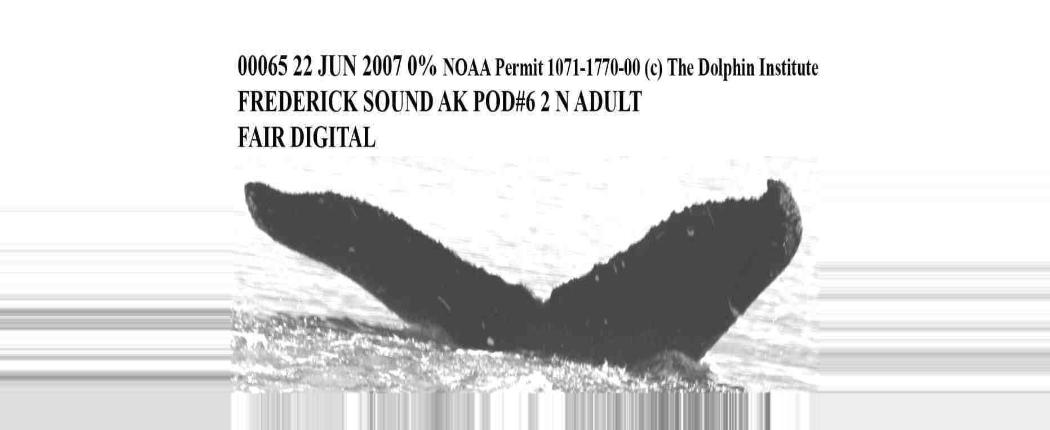 00065 22 JUN 2007 0% NOAA Permit 1071-1770-00 (c) The Dolphin Institute
FREDERICK SOUND AK POD#6 2 N ADULT
FAIR DIGITAL